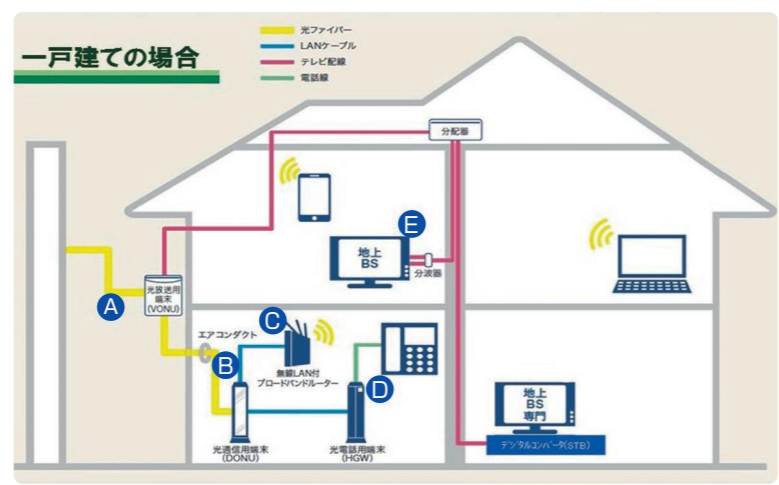 一戸建ての場合
光ファイバー
LANケーブル
テレビ配線
電話線
分配器
E
地上
BS
分波器
A
光放送用
端末
(VONU)
エアコンダクト
B
C
無線LAN付
ブロードバンドルーター
D
光通信用端末
(DONU)
光電話用端末
(HGW)
地上
BS
専門
デジタルコンバータ(STB)